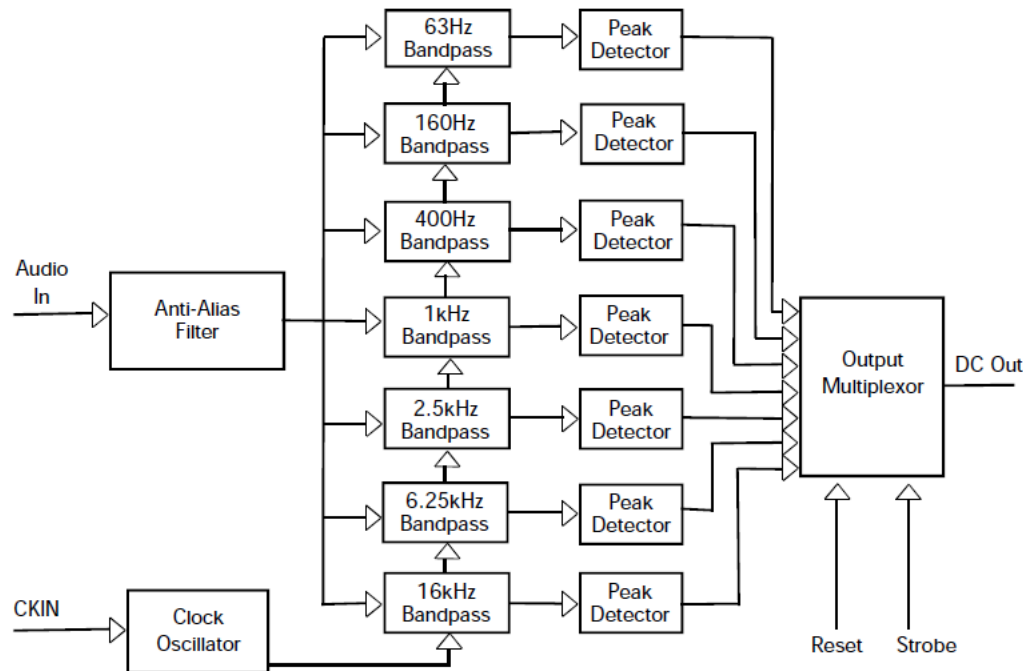 63Hz
Bandpass
Peak
Detector
160Hz
Bandpass
Peak
Detector
400Hz
Bandpass
Peak
Detector
Audio
In
Anti-Alias
Filter
1kHz
Bandpass
Peak
Detector
Output
Multiplexor
DC Out
2.5kHz
Bandpass
Peak
Detector
6.25kHz
Bandpass
Peak
Detector
16kHz
Bandpass
Peak
Detector
CKIN
Clock
Oscillator
Reset
Strobe